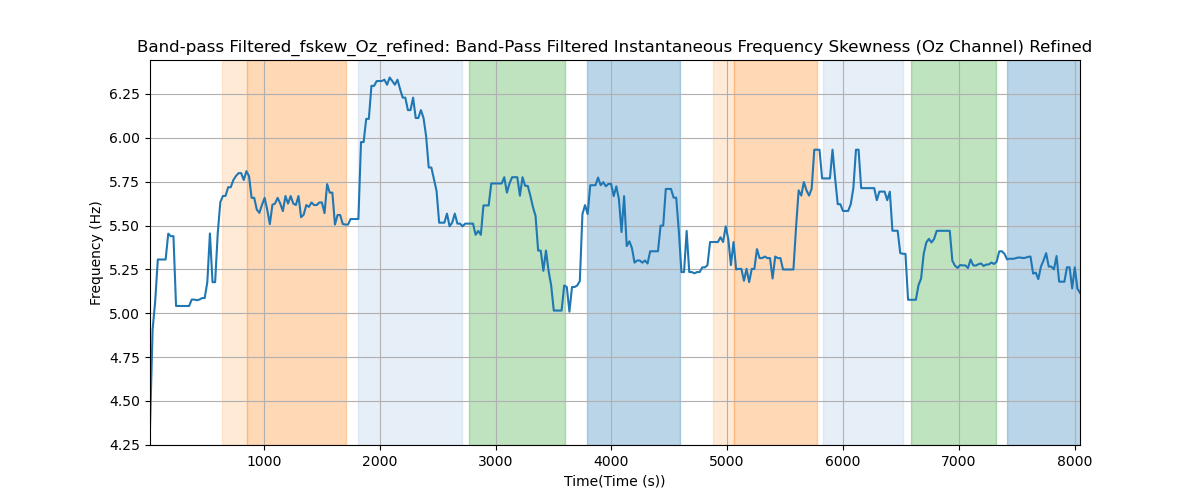 Band-pass Filtered_fskew_Oz_refined: Band-Pass Filtered Instantaneous Frequency Skewness (Oz Channel) Refined
6.25
6.00
5.75
5.50
5.25
5.00
4.75
4.50
4.25
Frequency (Hz)
1000 2000 3000 4000 5000 6000 7000 8000
Time(Time (s))